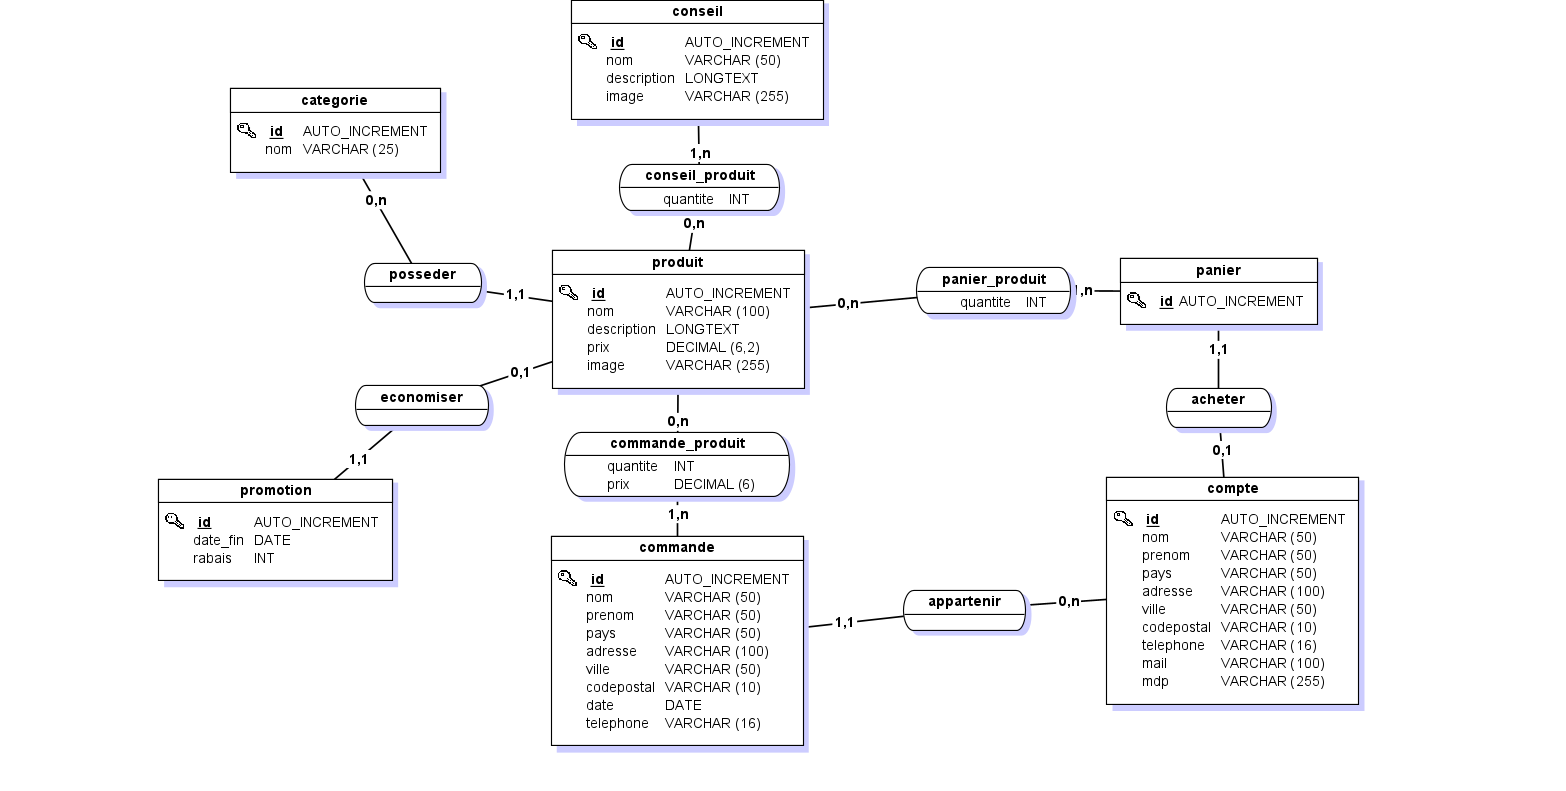 conseil
id AUTO_INCREMENT
nom VARCHAR (50)
description LONGTEXT
image VARCHAR (255)
categorie
id AUTO_INCREMENT
nom VARCHAR (25)
1,n
conseil_produit
quantite INT
0,n
0,n
posseder
1,1
produit
id AUTO_INCREMENT
nom VARCHAR (100)
description LONGTEXT
prix DECIMAL (6,2)
image VARCHAR (255)
0,n
panier_produit
quantite INT
,n
panier
id AUTO_INCREMENT
1,1
acheter
0,1
0,1
economiser
1,1
promotion
id AUTO_INCREMENT
date_fin DATE
rabais INT
0,n
commande_produit
quantite INT
prix DECIMAL (6)
1,n
commande
id AUTO_INCREMENT
nom VARCHAR (50)
prenom VARCHAR (50)
pays VARCHAR (50)
adresse VARCHAR (100)
ville VARCHAR (50)
codepostal VARCHAR (10)
date DATE
telephone VARCHAR (16)
1,1
appartenir
0,n
compte
id AUTO_INCREMENT
nom VARCHAR (50)
prenom VARCHAR (50)
pays VARCHAR (50)
adresse VARCHAR (100)
ville VARCHAR (50)
codepostal VARCHAR (10)
telephone VARCHAR (16)
mail VARCHAR (100)
mdp VARCHAR (255)